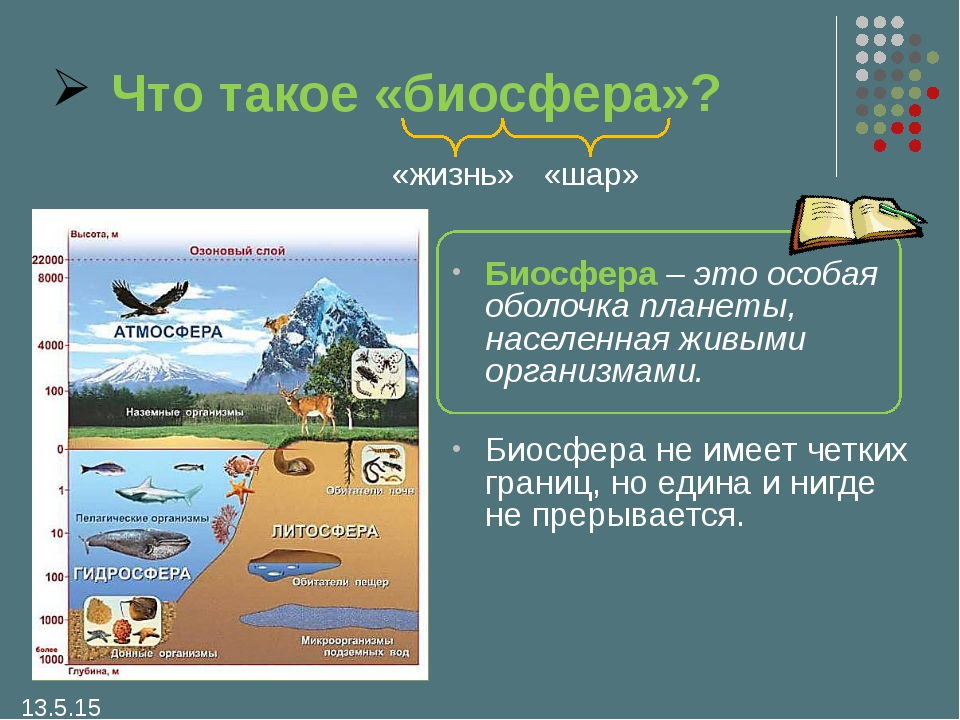 Что такое «биосфера»?
«жизнь» «шар»
Высота, м
Озоновый слой
22000
8000
АТМОСФЕРА
4000
100
Наземные организмы
0
Обитатели почв
1
Пелагические организмы
10
ЛИТОСФЕРА
ГИДРОСФЕРА
100
Обитатели пещер
1000
Микроорганизмы
подземных вод
более
1000
Донные организмы
Глубина, м
Биосфера – это особая
оболочка планеты,
населенная живыми
организмами.
Биосфера не имеет четких
границ, но едина и нигде
не прерывается.
13.5.15